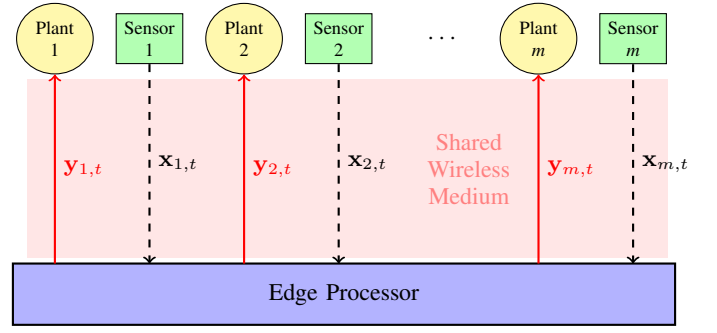 Plant
1
Sensor
1
Plant
2
Sensor
2
...
Plant
m
Sensor
m
y1,t
x1,t
y2,t
x2,t
Shared
Wireless
Medium
ym,t
xm,t
Edge Processor